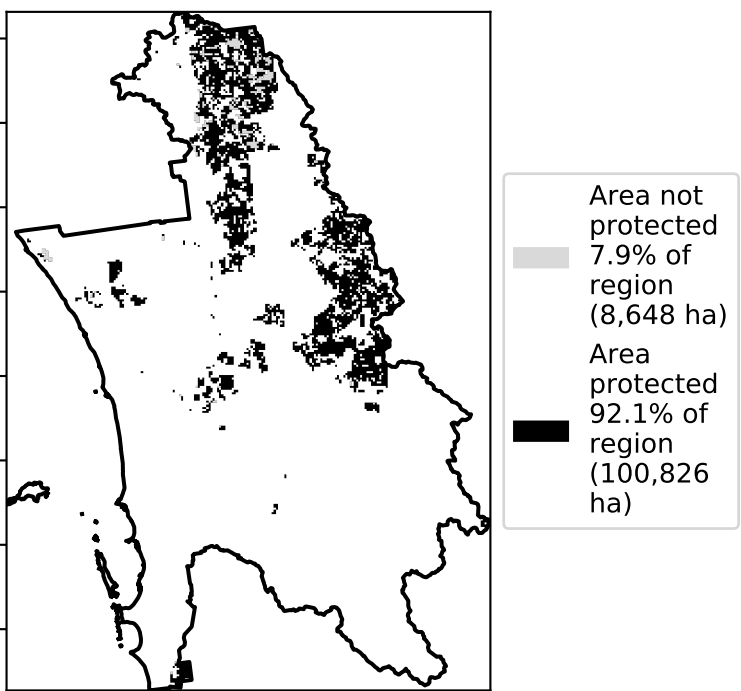 Area not
protected
7.9% of
region
(8,648 ha)
Area
protected
92.1% of
region
(100,826
ha)